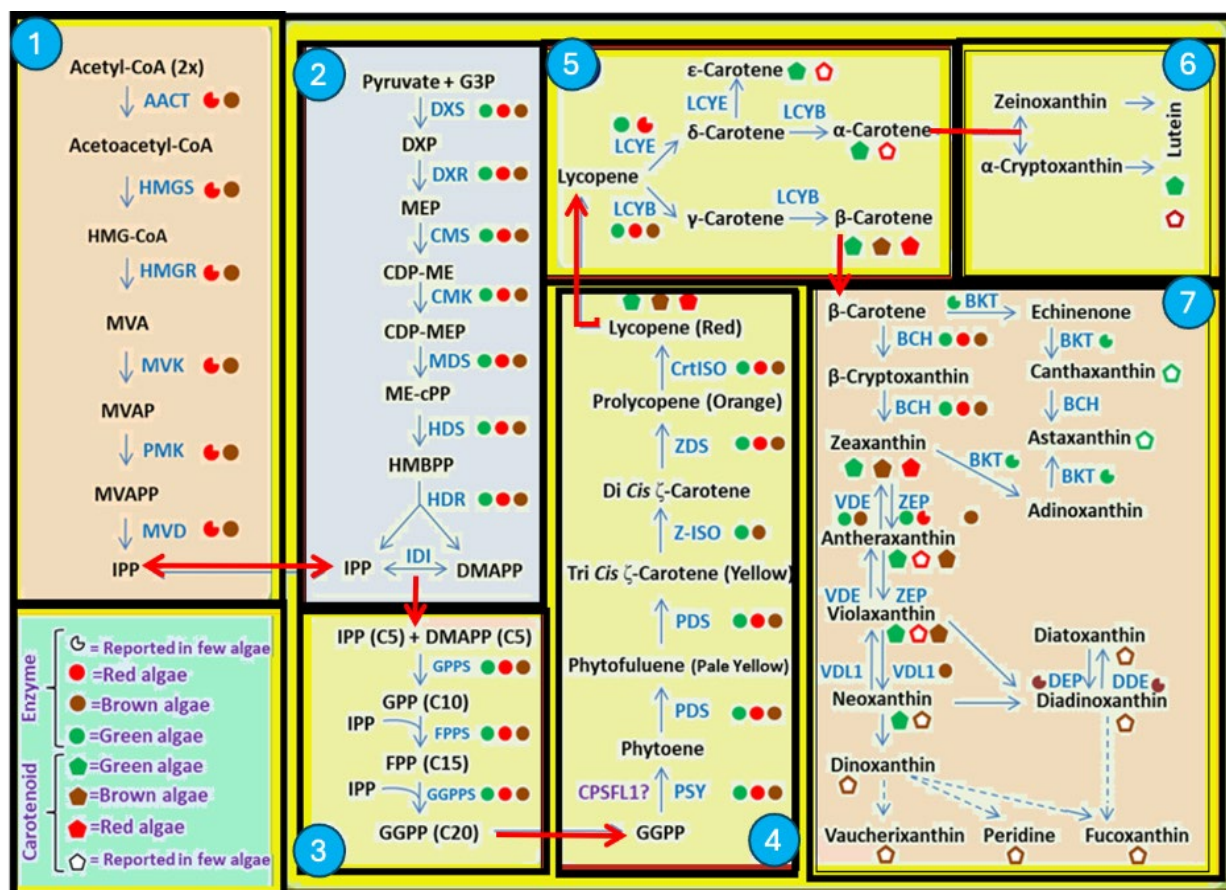 1
Acetyl-CoA (2x)
AACT
Acetoacetyl-CoA
HMGS
HMG-CoA
HMGR
MVA
MVK
MVAP
PMK
MVAPP
MVD
IPP
2
Pyruvate + G3P
DXS
DXP
DXR
MEP
CMS
CDP-ME
CMK
CDP-MEP
MDS
ME-cPP
HDS
HMBPP
HDR
IPP IDI DMAPP
Enzyme
= Reported in few algae
=Red algae
=Brown algae
=Green algae
Carotenoid
=Green algae
=Brown algae
=Red algae
= Reported in few algae
3
IPP (C5) + DMAPP (C5)
GPPS
GPP (C10)
IPP FPPS
FPP (C15)
IPP GGPPS
GGPP (C20)
4
Lycopene (Red)
CrtISO
Prolycopene (Orange)
ZDS
Di Cis ζ-Carotene
Z-ISO
Tri Cis ζ-Carotene (Yellow)
PDS
Phytofuluene (Pale Yellow)
PDS
Phytoene
CPSFL1? PSY
GGPP
5
ε-Carotene
LCYE LCYB
LCYE δ-Carotene α-Carotene
Lycopene
LCYB LCYB
γ-Carotene β-Carotene
6
Zeinoxanthin
α-Cryptoxanthin
Lutein
7
β-Carotene BKT Echinenone
BCH BKT
β-Cryptoxanthin Canthaxanthin
BCH BCH
Zeaxanthin Astaxanthin
BKT BKT
VDE ZEP Adinoxanthin
Antheraxanthin
VDE ZEP
Violaxanthin Diatoxanthin
VDL1 VDL1 DEP DDE
Neoxanthin Diadinoxanthin
Dinoxanthin
Vaucherixanthin Peridine Fucoxanthin